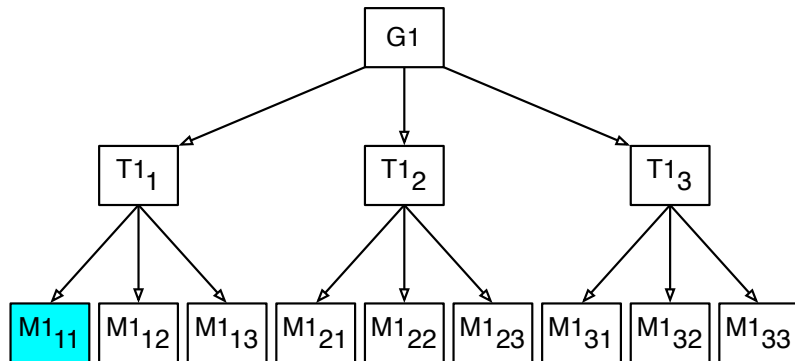 G1
T1₁ T1₂ T1₃
M1₁₁ M1₁₂ M1₁₃ M1₂₁ M1₂₂ M1₂₃ M1₃₁ M1₃₂ M1₃₃